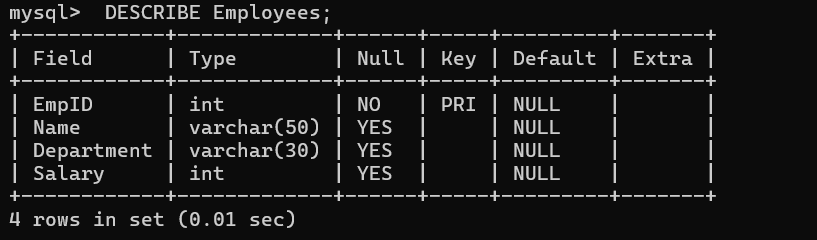 mysql>  DESCRIBE Employees;
+------------+-------------+------+-----+---------+-------+
| Field      | Type        | Null | Key | Default | Extra |
+------------+-------------+------+-----+---------+-------+
| EmpID      | int         | NO   | PRI | NULL    |       |
| Name       | varchar(50) | YES  |     | NULL    |       |
| Department | varchar(30) | YES  |     | NULL    |       |
| Salary     | int         | YES  |     | NULL    |       |
+------------+-------------+------+-----+---------+-------+
4 rows in set (0.01 sec)